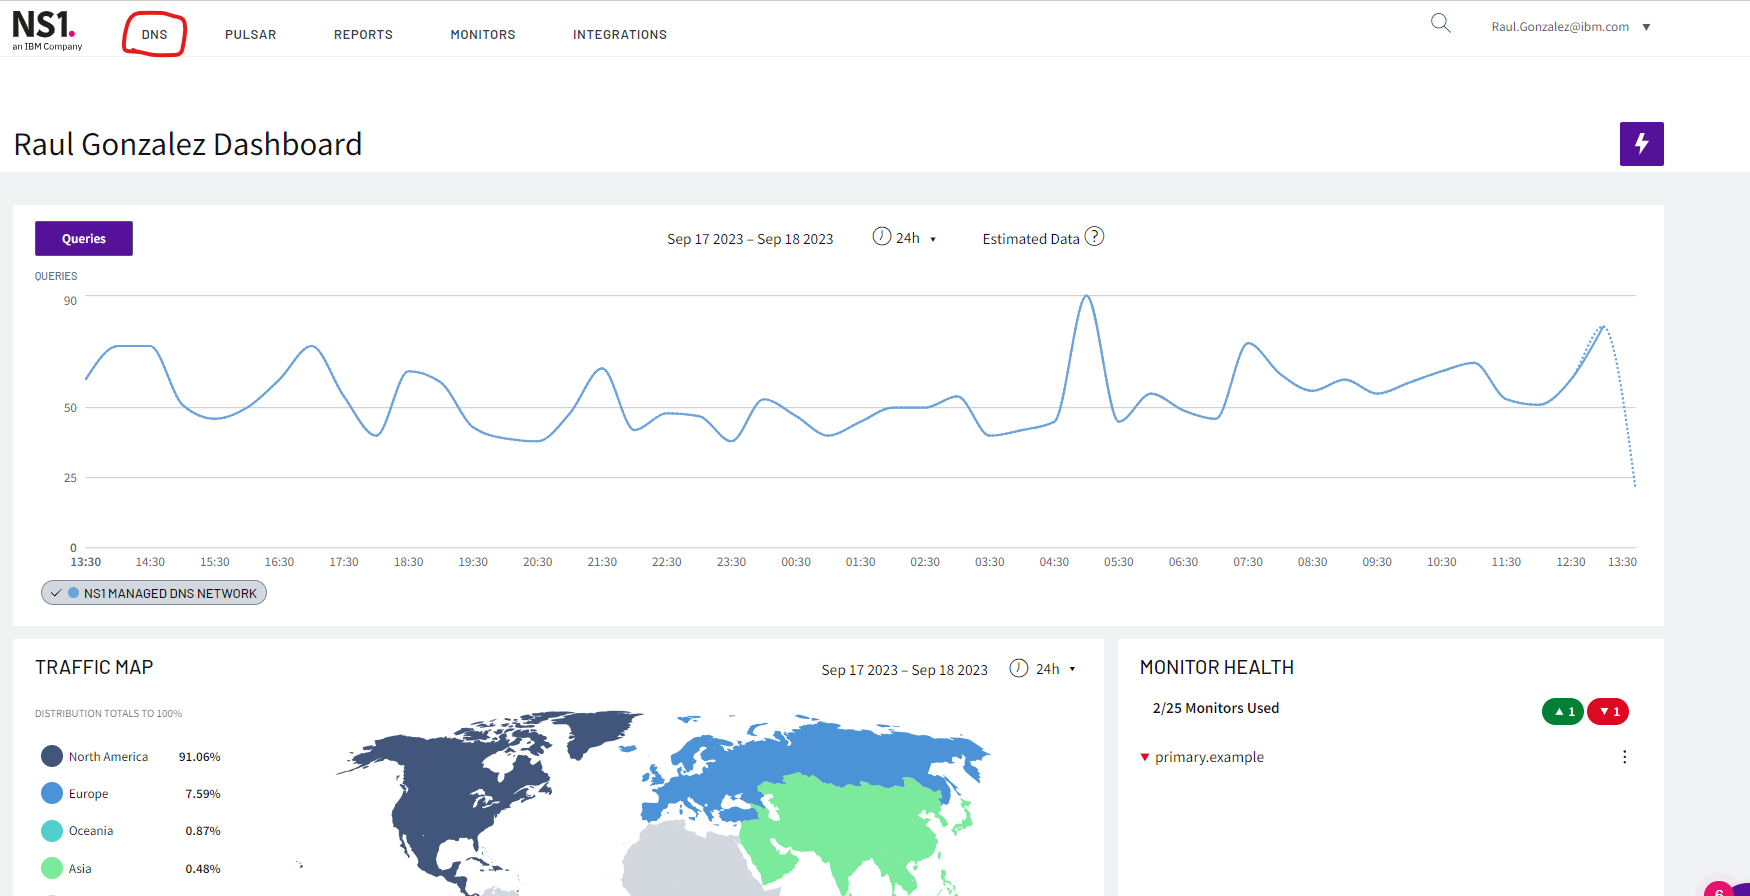 NS1.
an IBM Company
DNS PULSAR REPORTS MONITORS INTEGRATIONS
Raul.Gonzalez@ibm.com
Raul Gonzalez Dashboard
Queries
Sep 17 2023 – Sep 18 2023
24h
Estimated Data ?
QUERIES
90
50
25
0
13:30 14:30 15:30 16:30 17:30 18:30 19:30 20:30 21:30 22:30 23:30 00:30 01:30 02:30 03:30 04:30 05:30 06:30 07:30 08:30 09:30 10:30 11:30 12:30 13:30
NS1 MANAGED DNS NETWORK
TRAFFIC MAP
Sep 17 2023 – Sep 18 2023
24h
DISTRIBUTION TOTALS TO 100%
North America 91.06%
Europe 7.59%
Oceania 0.87%
Asia 0.48%
MONITOR HEALTH
2/25 Monitors Used
▲ 1 ▼ 1
primary.example
6